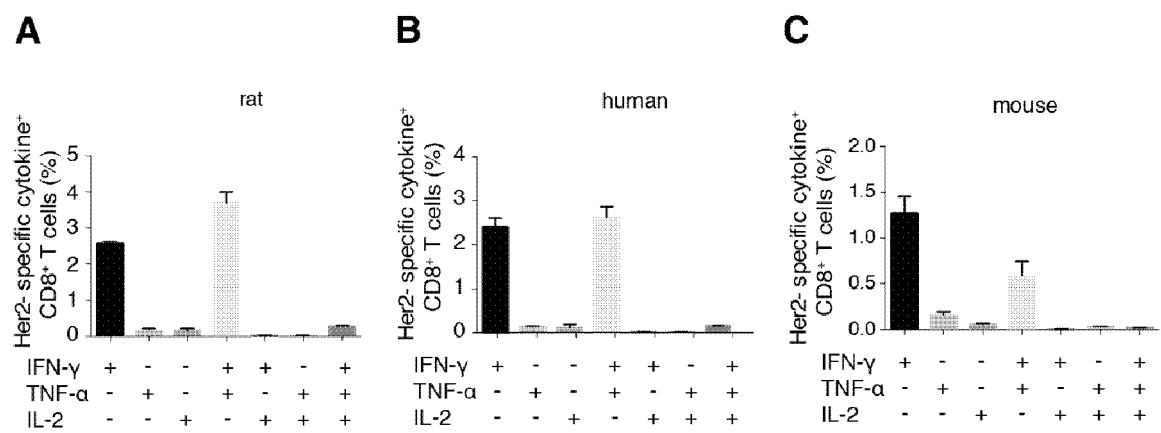 A
rat
Her2- specific cytokine+
CD8+ T cells (%)
5
4
3
2
1
0
IFN-γ + - - + + - +
TNF-α - + - + - + +
IL-2 - - + - + + +
B
human
Her2- specific cytokine+
CD8+ T cells (%)
4
3
2
1
0
IFN-γ + - - + + - +
TNF-α - + - + - + +
IL-2 - - + - + + +
C
mouse
Her2- specific cytokine+
CD8+ T cells (%)
2.0
1.5
1.0
0.5
0.0
IFN-γ + - - + + - +
TNF-α - + - + - + +
IL-2 - - + - + + +